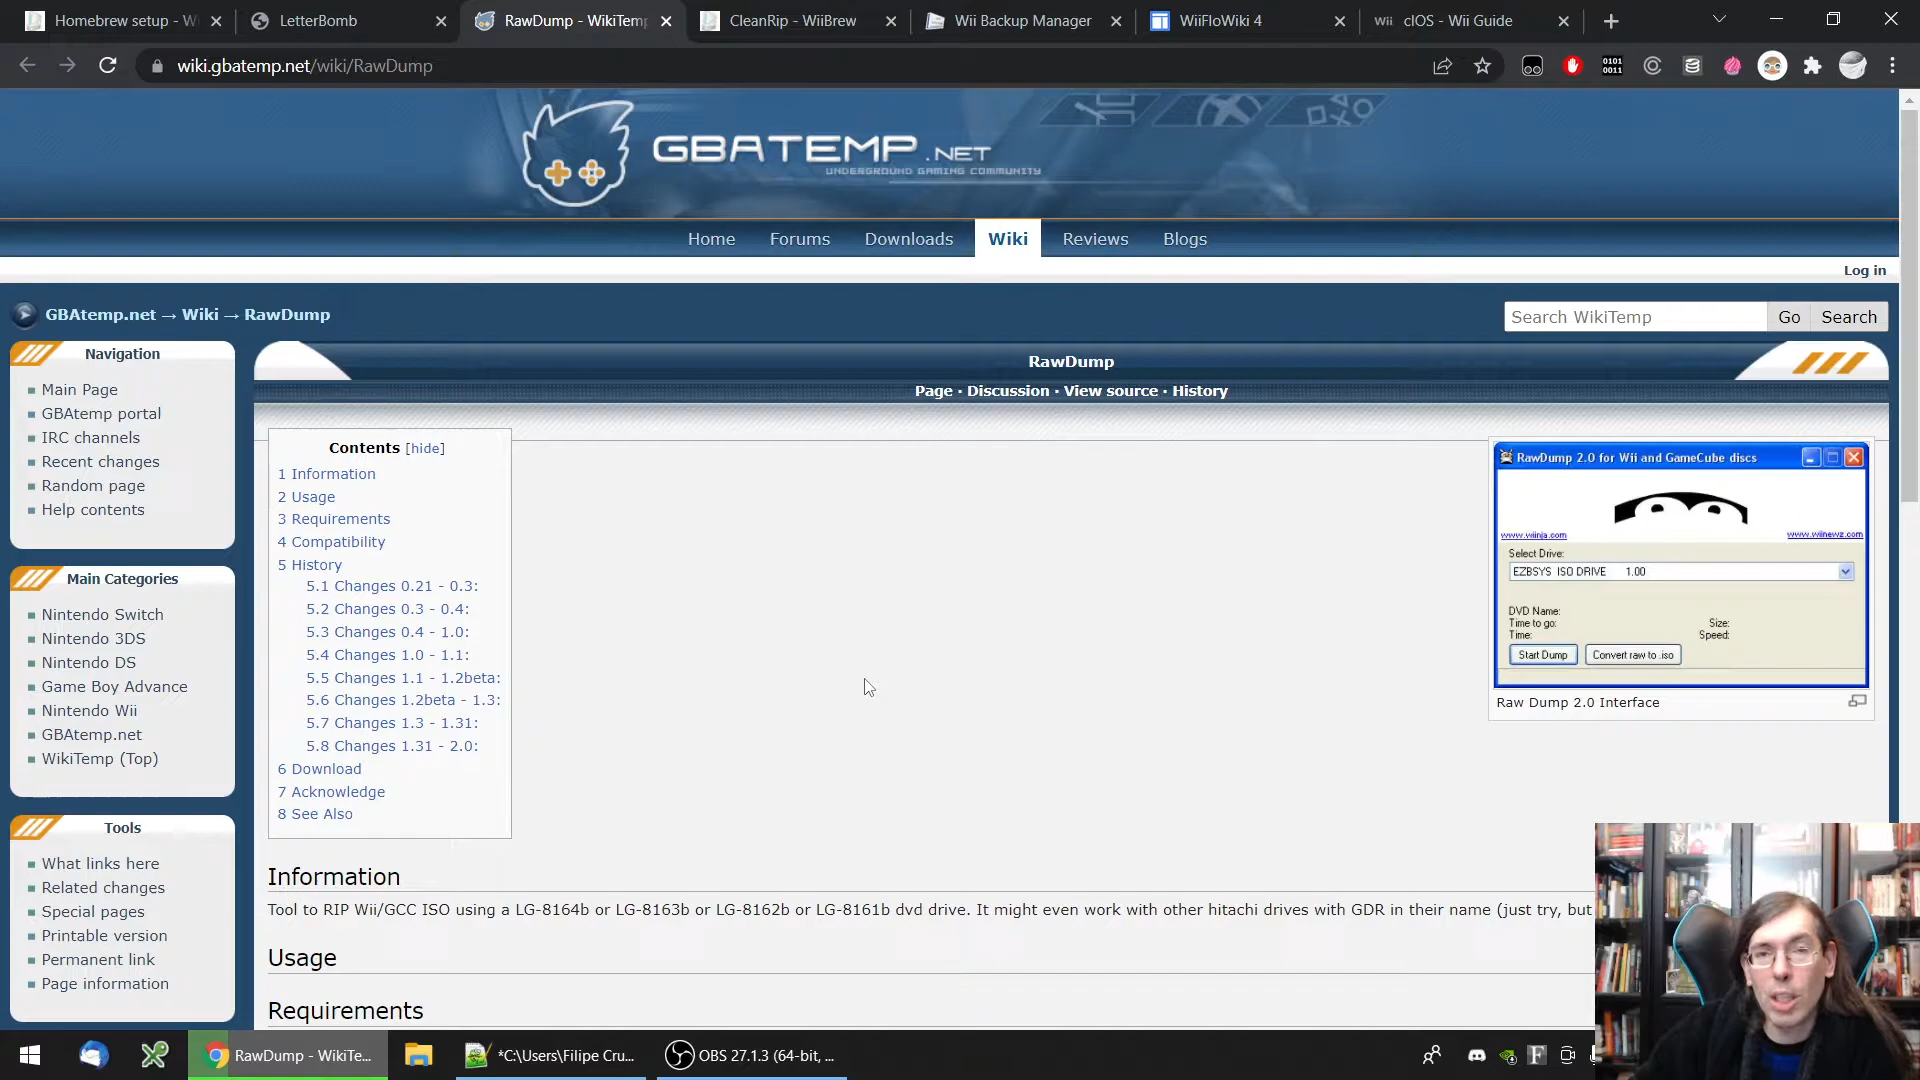 Homebrew setup - W
LetterBomb
RawDump - WikiTemp
CleanRip - WiiBrew
Wii Backup Manager
WiiFloWiki 4
Wii
cIOS - Wii Guide
wiki.gbatemp.net/wiki/RawDump
0101
0011
GBATEMP.NET
UNDERGROUND GAMING COMMUNITY
Home
Forums
Downloads
Wiki
Reviews
Blogs
Log in
GBAtemp.net → Wiki → RawDump
Search WikiTemp
Go
Search
Navigation
Main Page
GBAtemp portal
IRC channels
Recent changes
Random page
Help contents
Main Categories
Nintendo Switch
Nintendo 3DS
Nintendo DS
Game Boy Advance
Nintendo Wii
GBAtemp.net
WikiTemp (Top)
Tools
What links here
Related changes
Special pages
Printable version
Permanent link
Page information
RawDump
Page · Discussion · View source · History
Contents [hide]
1 Information
2 Usage
3 Requirements
4 Compatibility
5 History
5.1 Changes 0.21 - 0.3:
5.2 Changes 0.3 - 0.4:
5.3 Changes 0.4 - 1.0:
5.4 Changes 1.0 - 1.1:
5.5 Changes 1.1 - 1.2beta:
5.6 Changes 1.2beta - 1.3:
5.7 Changes 1.3 - 1.31:
5.8 Changes 1.31 - 2.0:
6 Download
7 Acknowledge
8 See Also
RawDump 2.0 for Wii and GameCube discs
www.wiinja.com
www.wiinewz.com
Select Drive:
EZBSYS ISO DRIVE 1.00
DVD Name:
Time to go:
Size:
Time:
Speed:
Start Dump
Convert raw to .iso
Raw Dump 2.0 Interface
Information
Tool to RIP Wii/GCC ISO using a LG-8164b or LG-8163b or LG-8162b or LG-8161b dvd drive. It might even work with other hitachi drives with GDR in their name (just try, but
Usage
Requirements
RawDump - WikiTe...
*C:\Users\Filipe Cru...
OBS 27.1.3 (64-bit, ...